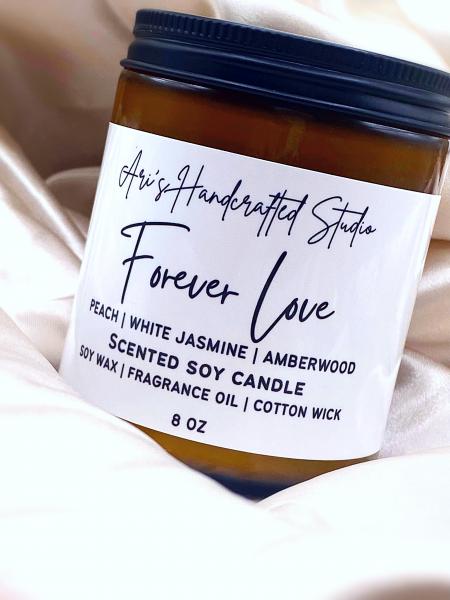 Ari's Handcrafted Studio
Forever Love
PEACH | WHITE JASMINE | AMBERWOOD
SCENTED SOY CANDLE
SOY WAX | FRAGRANCE OIL | COTTON WICK
8 OZ